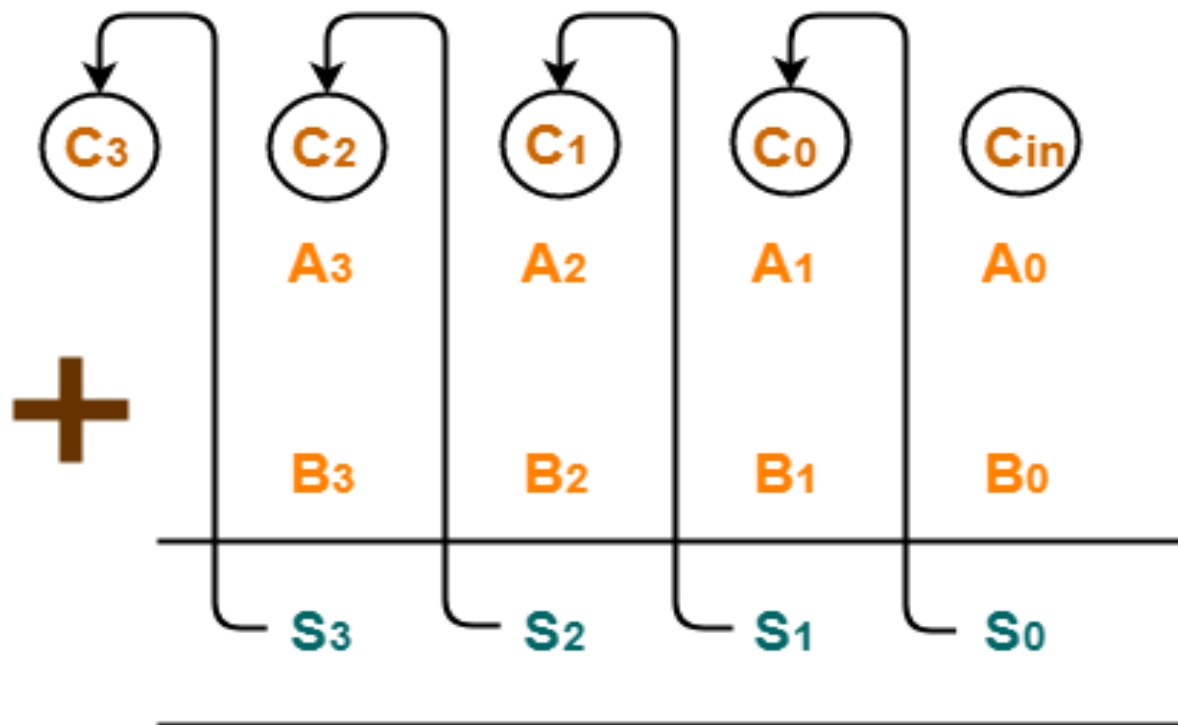 C3 C2 C1 C0 Cin
A3 A2 A1 A0
+
B3 B2 B1 B0
S3 S2 S1 S0